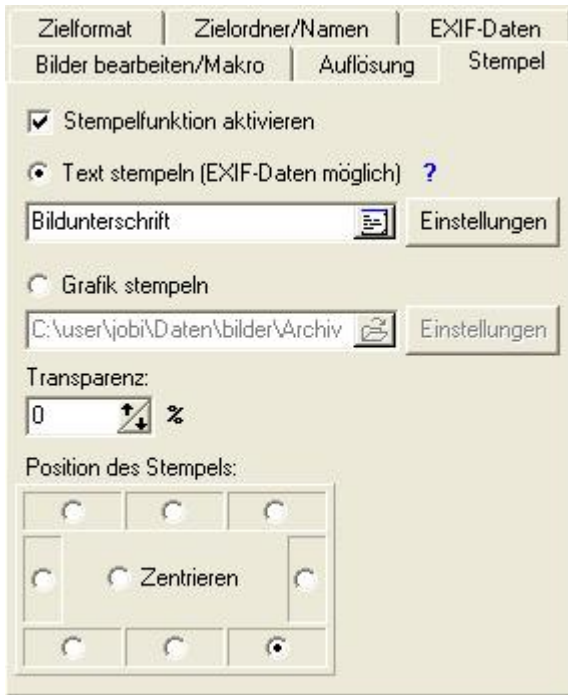 Zielformat Zielordner/Namen EXIF-Daten
Bilder bearbeiten/Makro Auflösung Stempel
Stempelfunktion aktivieren
Text stempeln (EXIF-Daten möglich) ?
Bildunterschrift Einstellungen
Grafik stempeln
C:\user\jobi\Daten\bilder\Archiv Einstellungen
Transparenz:
0 %
Position des Stempels:
Zentrieren